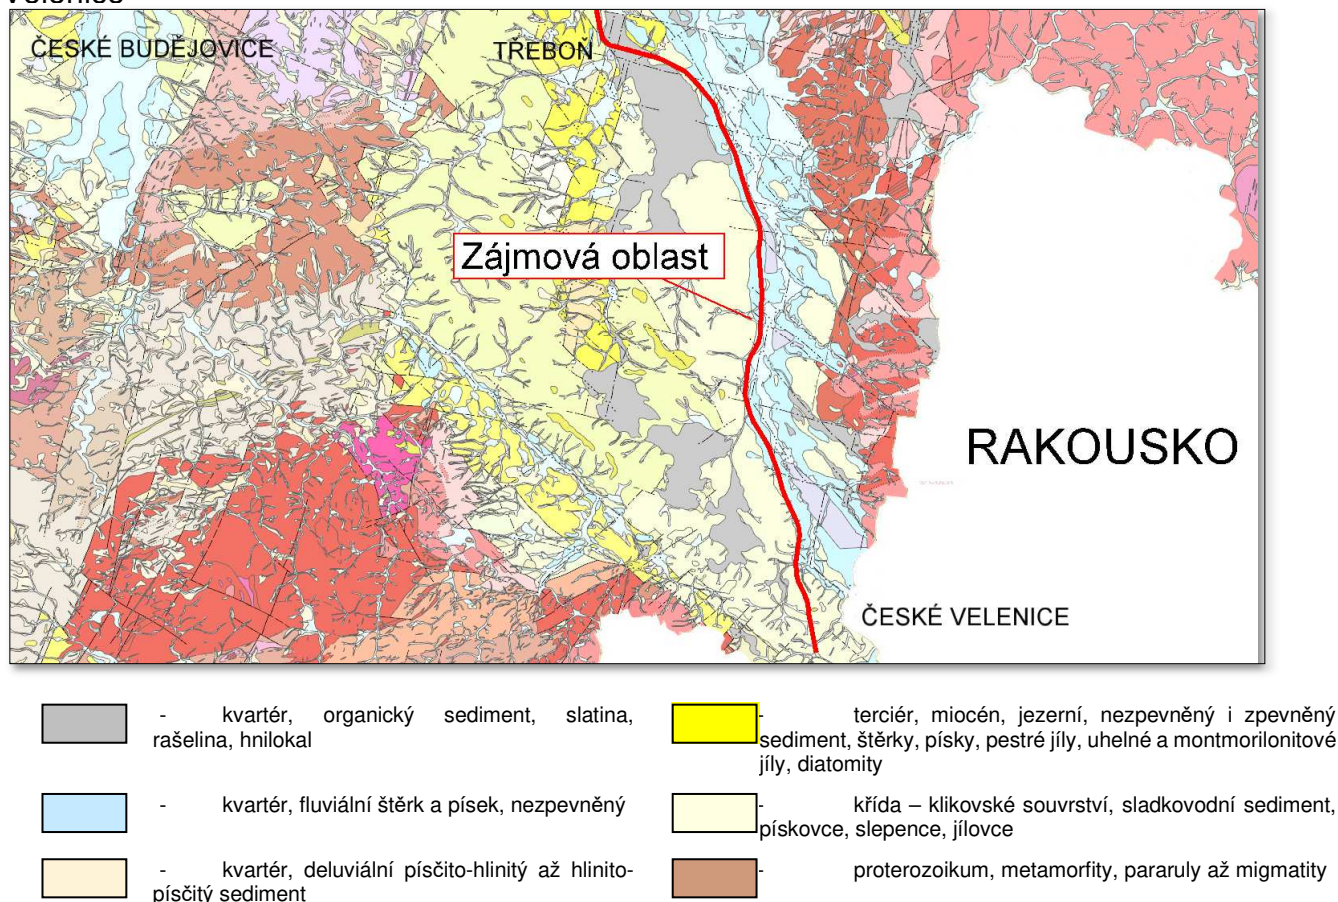 Velenice
ČESKÉ BUDĚJOVICE
TŘEBOŇ
Zájmová oblast
RAKOUSKO
ČESKÉ VELENICE
- kvartér, organický sediment, slatina,
rašelina, hnilokal
- kvartér, fluviální štěrk a písek, nezpevněný
- kvartér, deluviální písčito-hlinitý až hlinito-
písčitý sediment
- terciér, miocén, jezerní, nezpevněný i zpevněný
sediment, štěrky, písky, pestré jíly, uhelné a montmorilonitové
jíly, diatomity
- křída – klikovské souvrství, sladkovodní sediment,
pískovce, slepence, jílovce
- proterozoikum, metamorfity, pararuly až migmatity